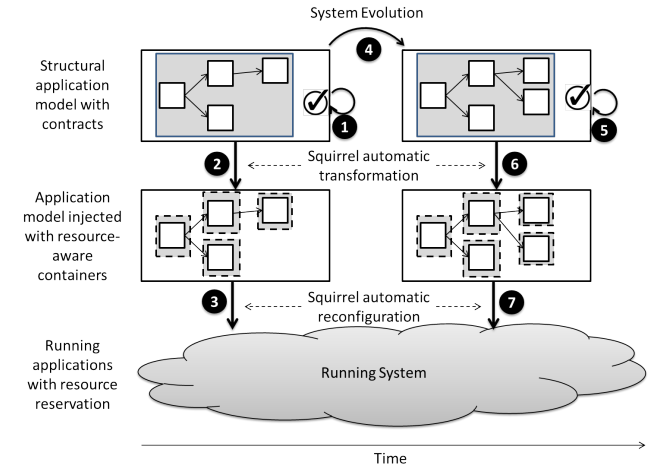 System Evolution
4
Structural
application
model with
contracts
1
5
2
Squirrel automatic
transformation
6
Application
model injected
with resource-
aware
containers
3
Squirrel automatic
reconfiguration
7
Running
applications
with resource
reservation
Running System
Time